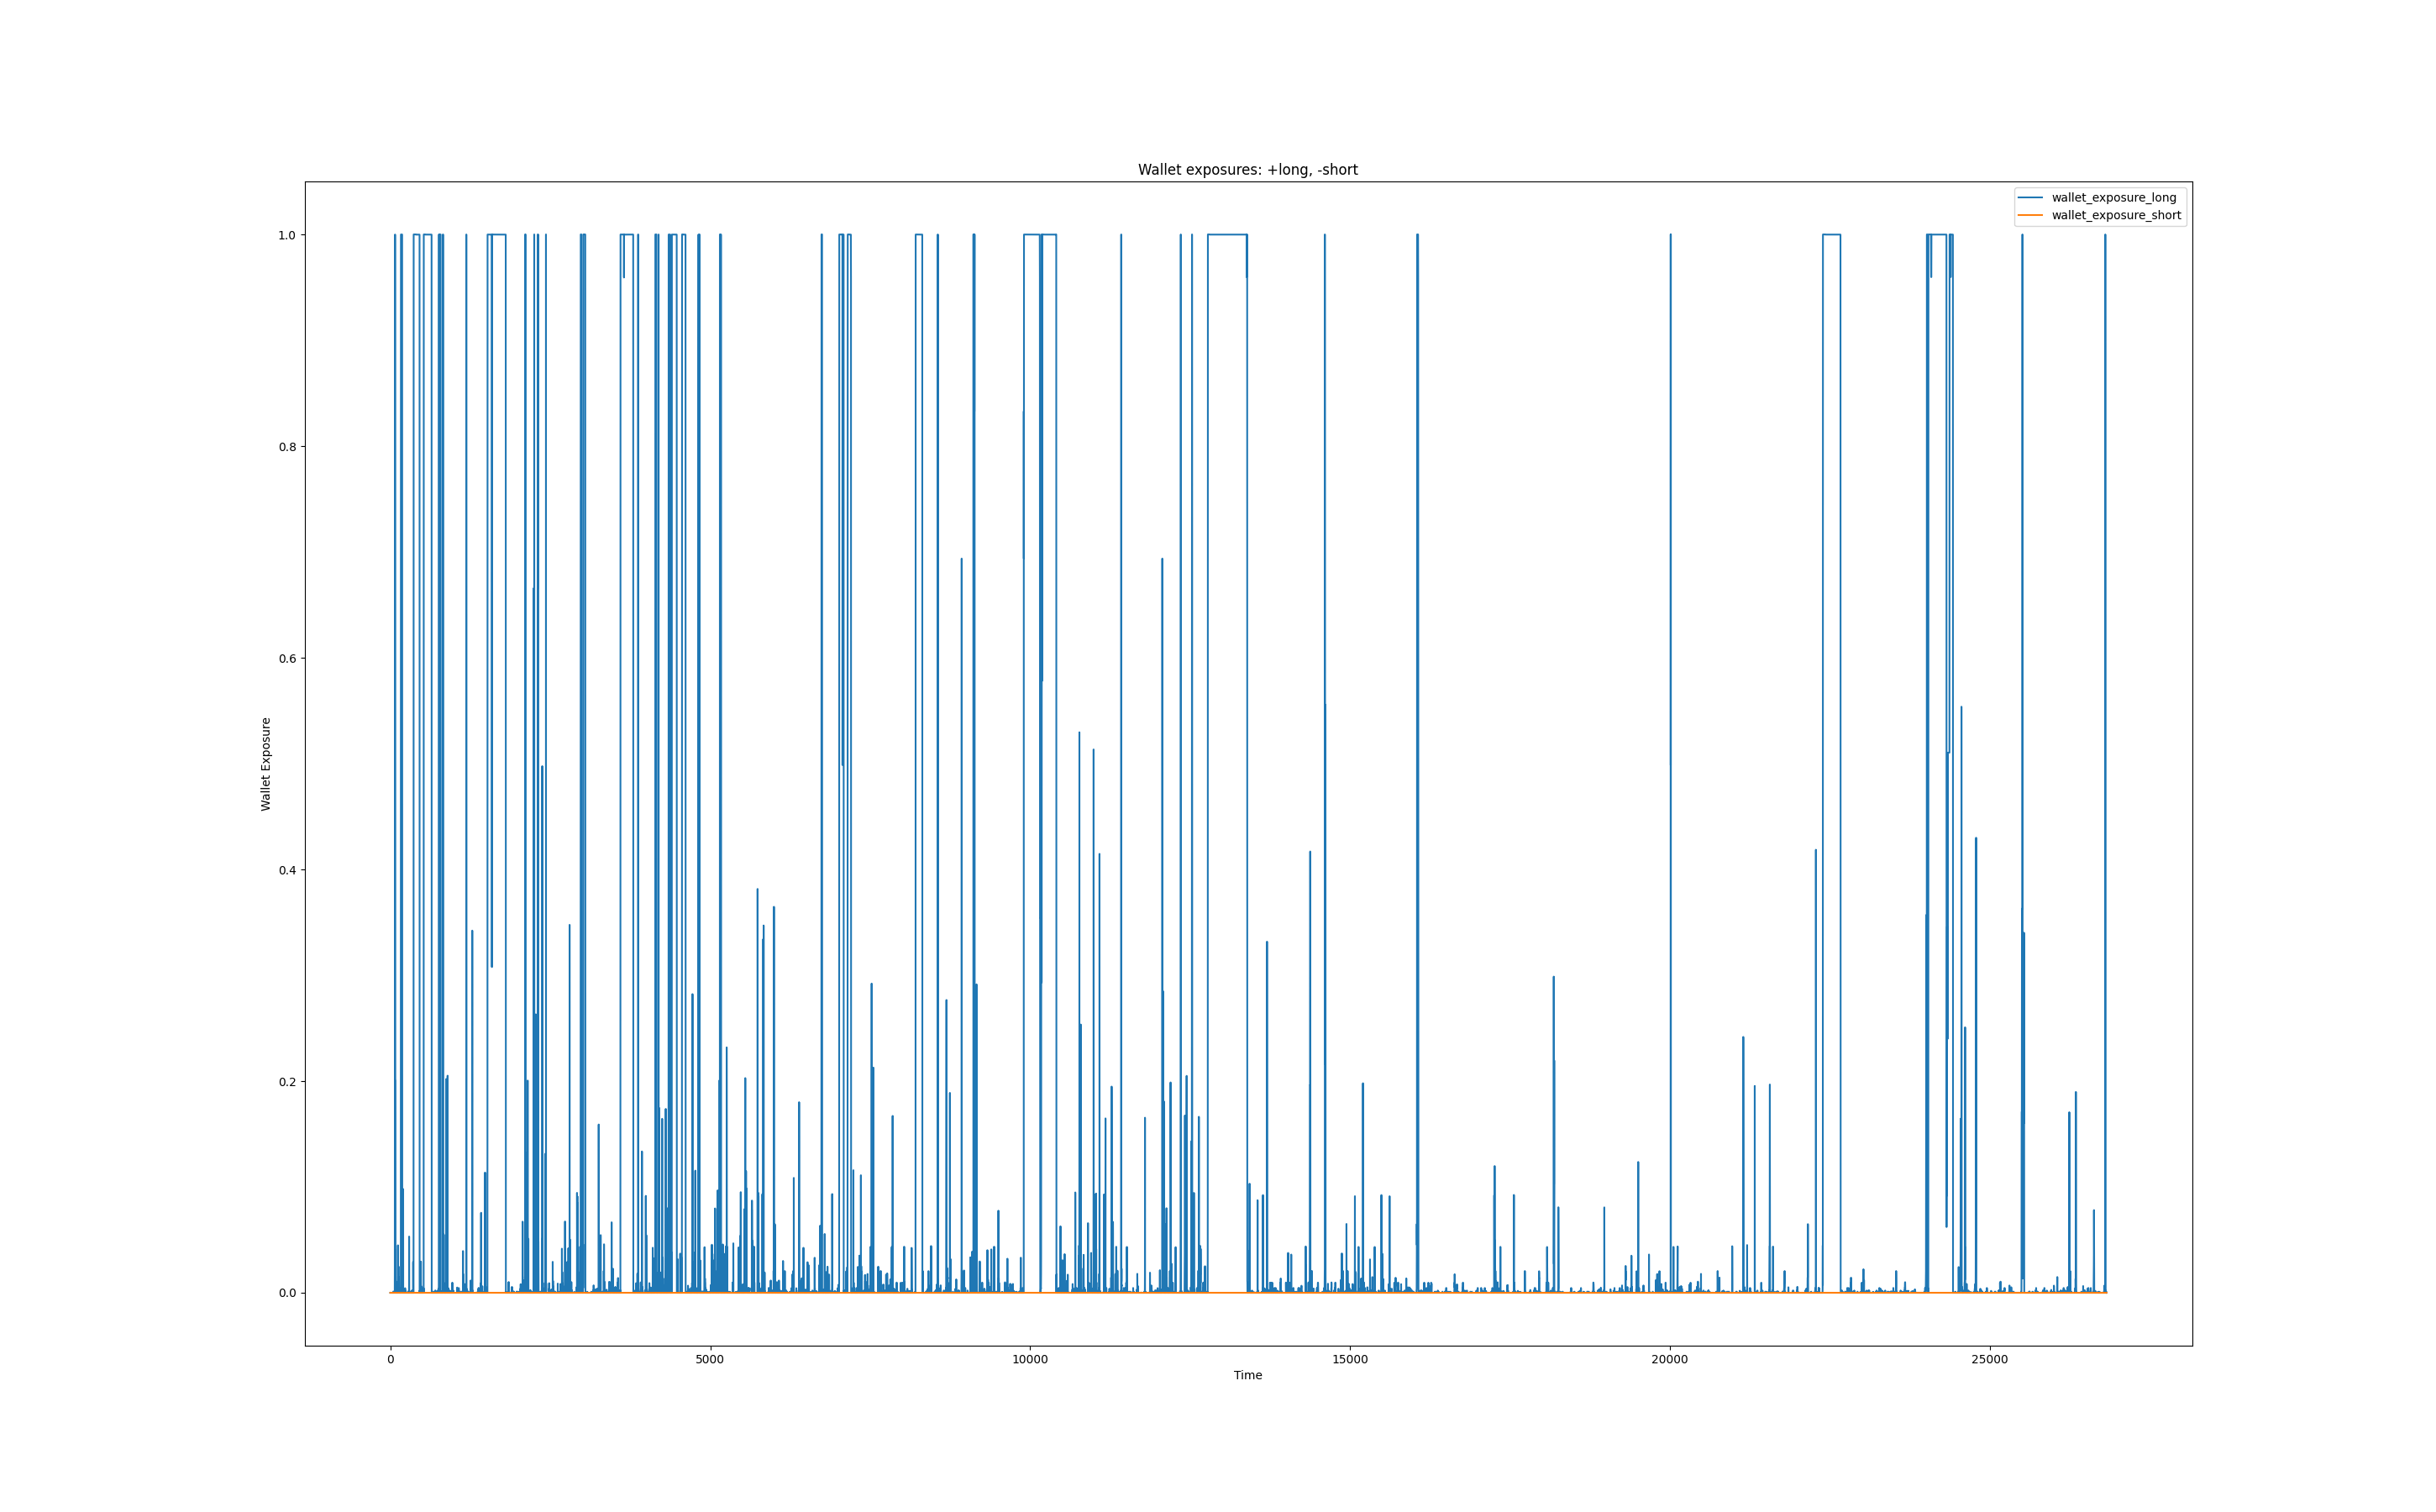 Wallet exposures: +long, -short
wallet_exposure_long
wallet_exposure_short
1.0
0.8
0.6
0.4
0.2
0.0
Wallet Exposure
0 5000 10000 15000 20000 25000
Time